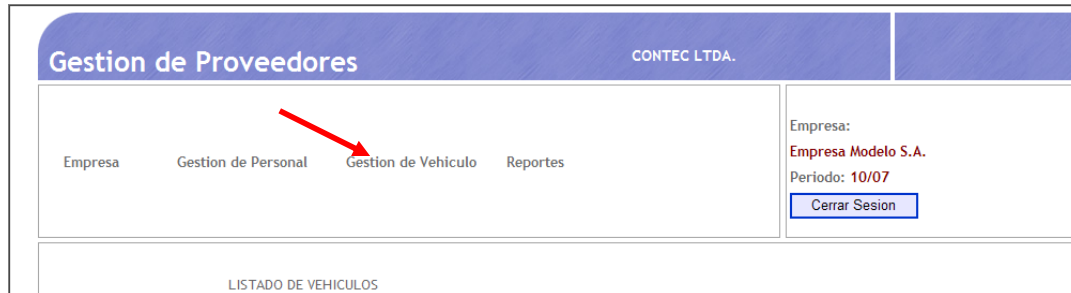 Gestion de Proveedores
CONTEC LTDA.
Empresa
Gestion de Personal
Gestion de Vehiculo
Reportes
Empresa:
Empresa Modelo S.A.
Periodo: 10/07
Cerrar Sesion
LISTADO DE VEHICULOS